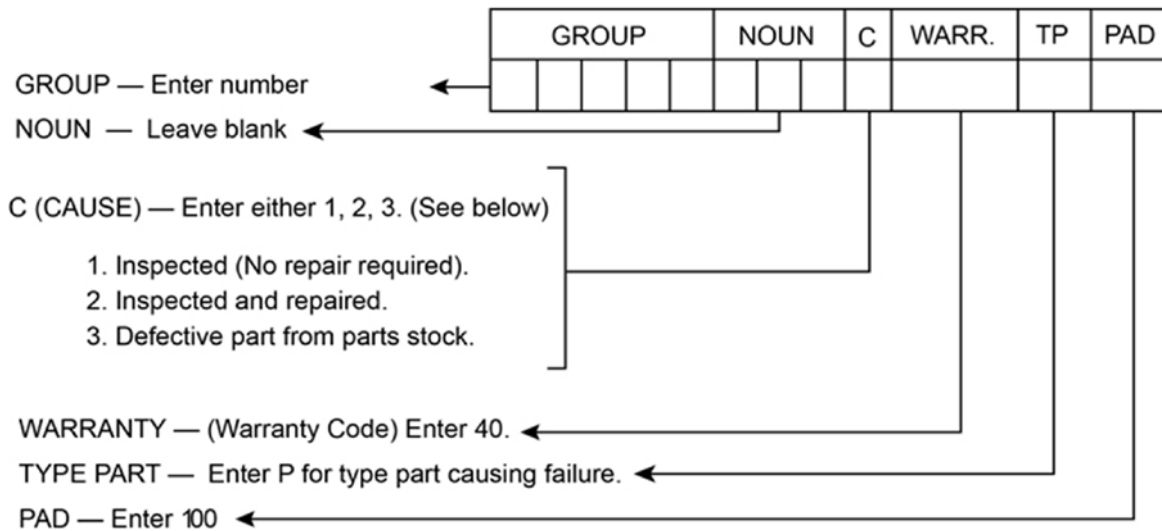 GROUP NOUN C WARR. TP PAD
GROUP — Enter number
NOUN — Leave blank
C (CAUSE) — Enter either 1, 2, 3. (See below)
1. Inspected (No repair required).
2. Inspected and repaired.
3. Defective part from parts stock.
WARRANTY — (Warranty Code) Enter 40.
TYPE PART — Enter P for type part causing failure.
PAD — Enter 100